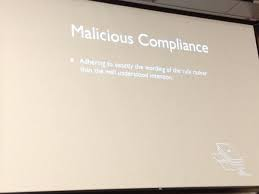 Malicious Compliance
Adhering to exactly the wording of the rule rather
than the well understood intention.